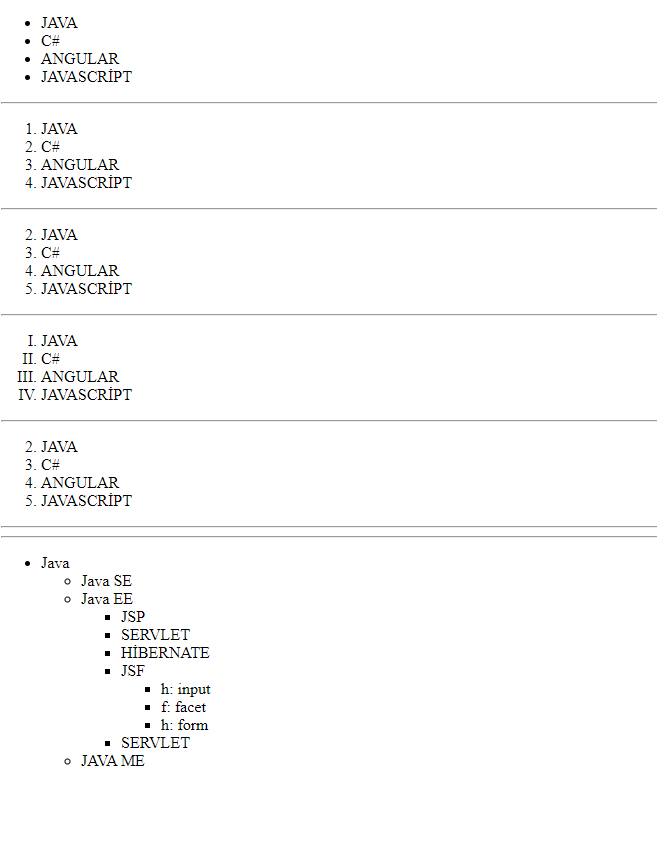 • JAVA
• C#
• ANGULAR
• JAVASCRİPT
1. JAVA
2. C#
3. ANGULAR
4. JAVASCRİPT
2. JAVA
3. C#
4. ANGULAR
5. JAVASCRİPT
I. JAVA
II. C#
III. ANGULAR
IV. JAVASCRİPT
2. JAVA
3. C#
4. ANGULAR
5. JAVASCRİPT
• Java
◦ Java SE
◦ Java EE
▪ JSP
▪ SERVLET
▪ HİBERNATE
▪ JSF
▪ h: input
▪ f: facet
▪ h: form
▪ SERVLET
◦ JAVA ME